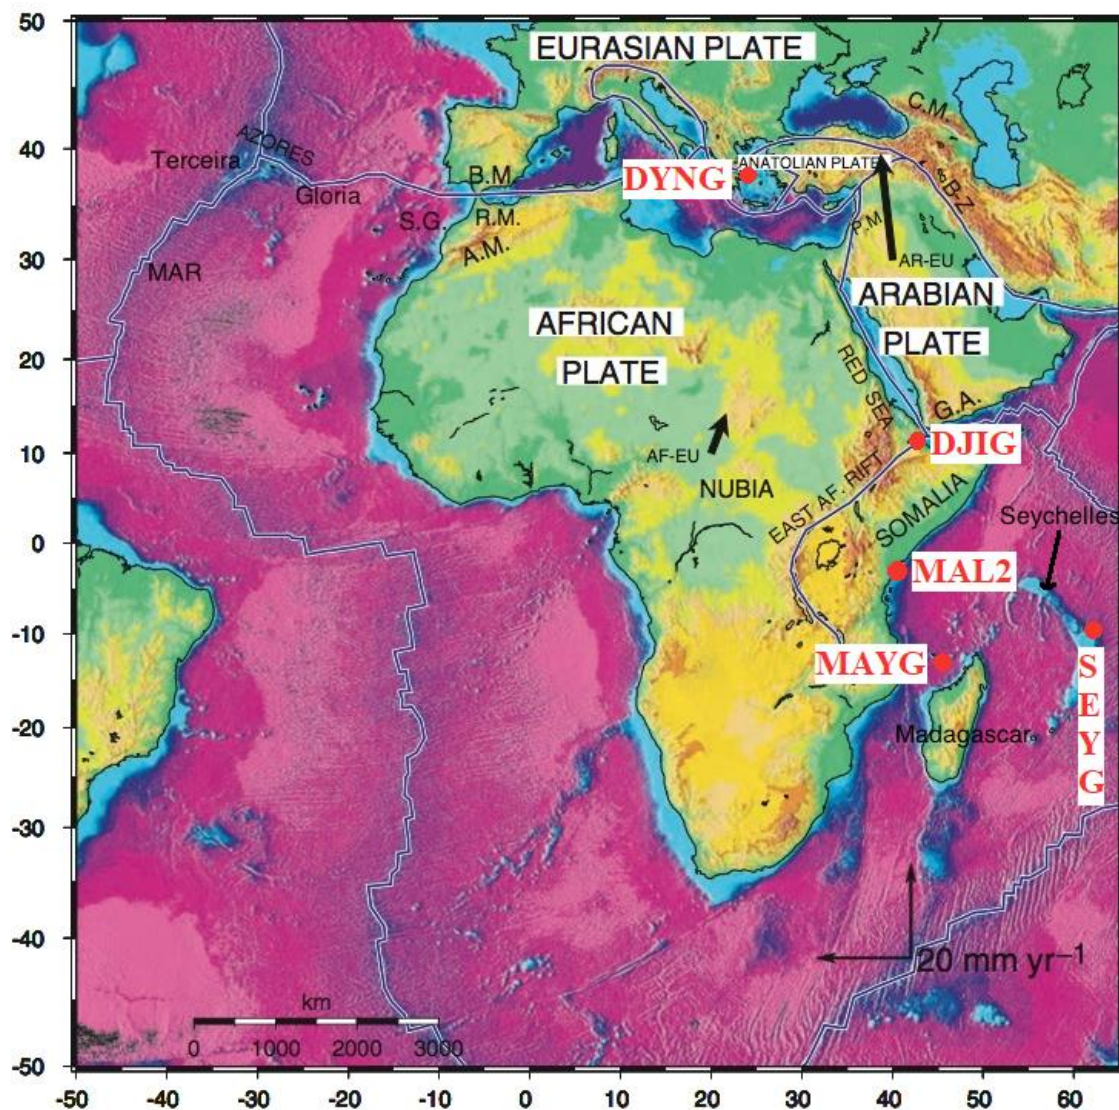 50
EURASIAN PLATE
C.M.
40
AZORES
Terceira
ANATOLIAN PLATE
DYNG
B.M.
Gloria
B-Z
S.G.
R.M.
P.M.
A.M.
30
MAR
AR-EU
ARABIAN
PLATE
AFRICAN
PLATE
20
RED SEA
G.A.
10
DJIG
AF-EU
NUBIA
EAST AF. RIFT
SOMALIA
Seychelles
0
MAL2
-10
MAYG
S
E
Y
G
-20
Madagascar
-30
-40
20 mm yr⁻¹
km
0 1000 2000 3000
-50
-50 -40 -30 -20 -10 0 10 20 30 40 50 60